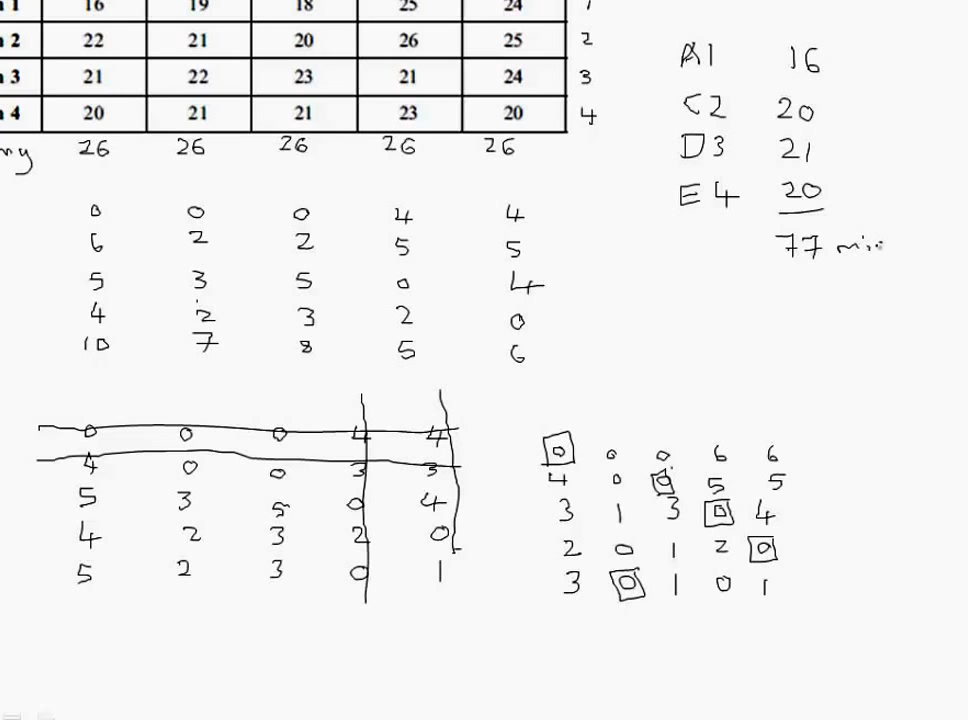 n 1 16 19 18 25 24 1
n 2 22 21 20 26 25 2
n 3 21 22 23 21 24 3
n 4 20 21 21 23 20 4
my 26 26 26 26 26
A1 16
C2 20
D3 21
E4 20
77
0 0 0 4 4
6 2 2 5 5
5 3 5 0 4
4 2 3 2 0
10 7 8 5 6
0 0 0 4 4
4 0 0 3 3
5 3 5 0 4
4 2 3 2 0
5 2 3 0 1
0 0 0 6 6
4 0 0 5 5
3 1 3 0 4
2 0 1 2 0
3 0 1 0 1